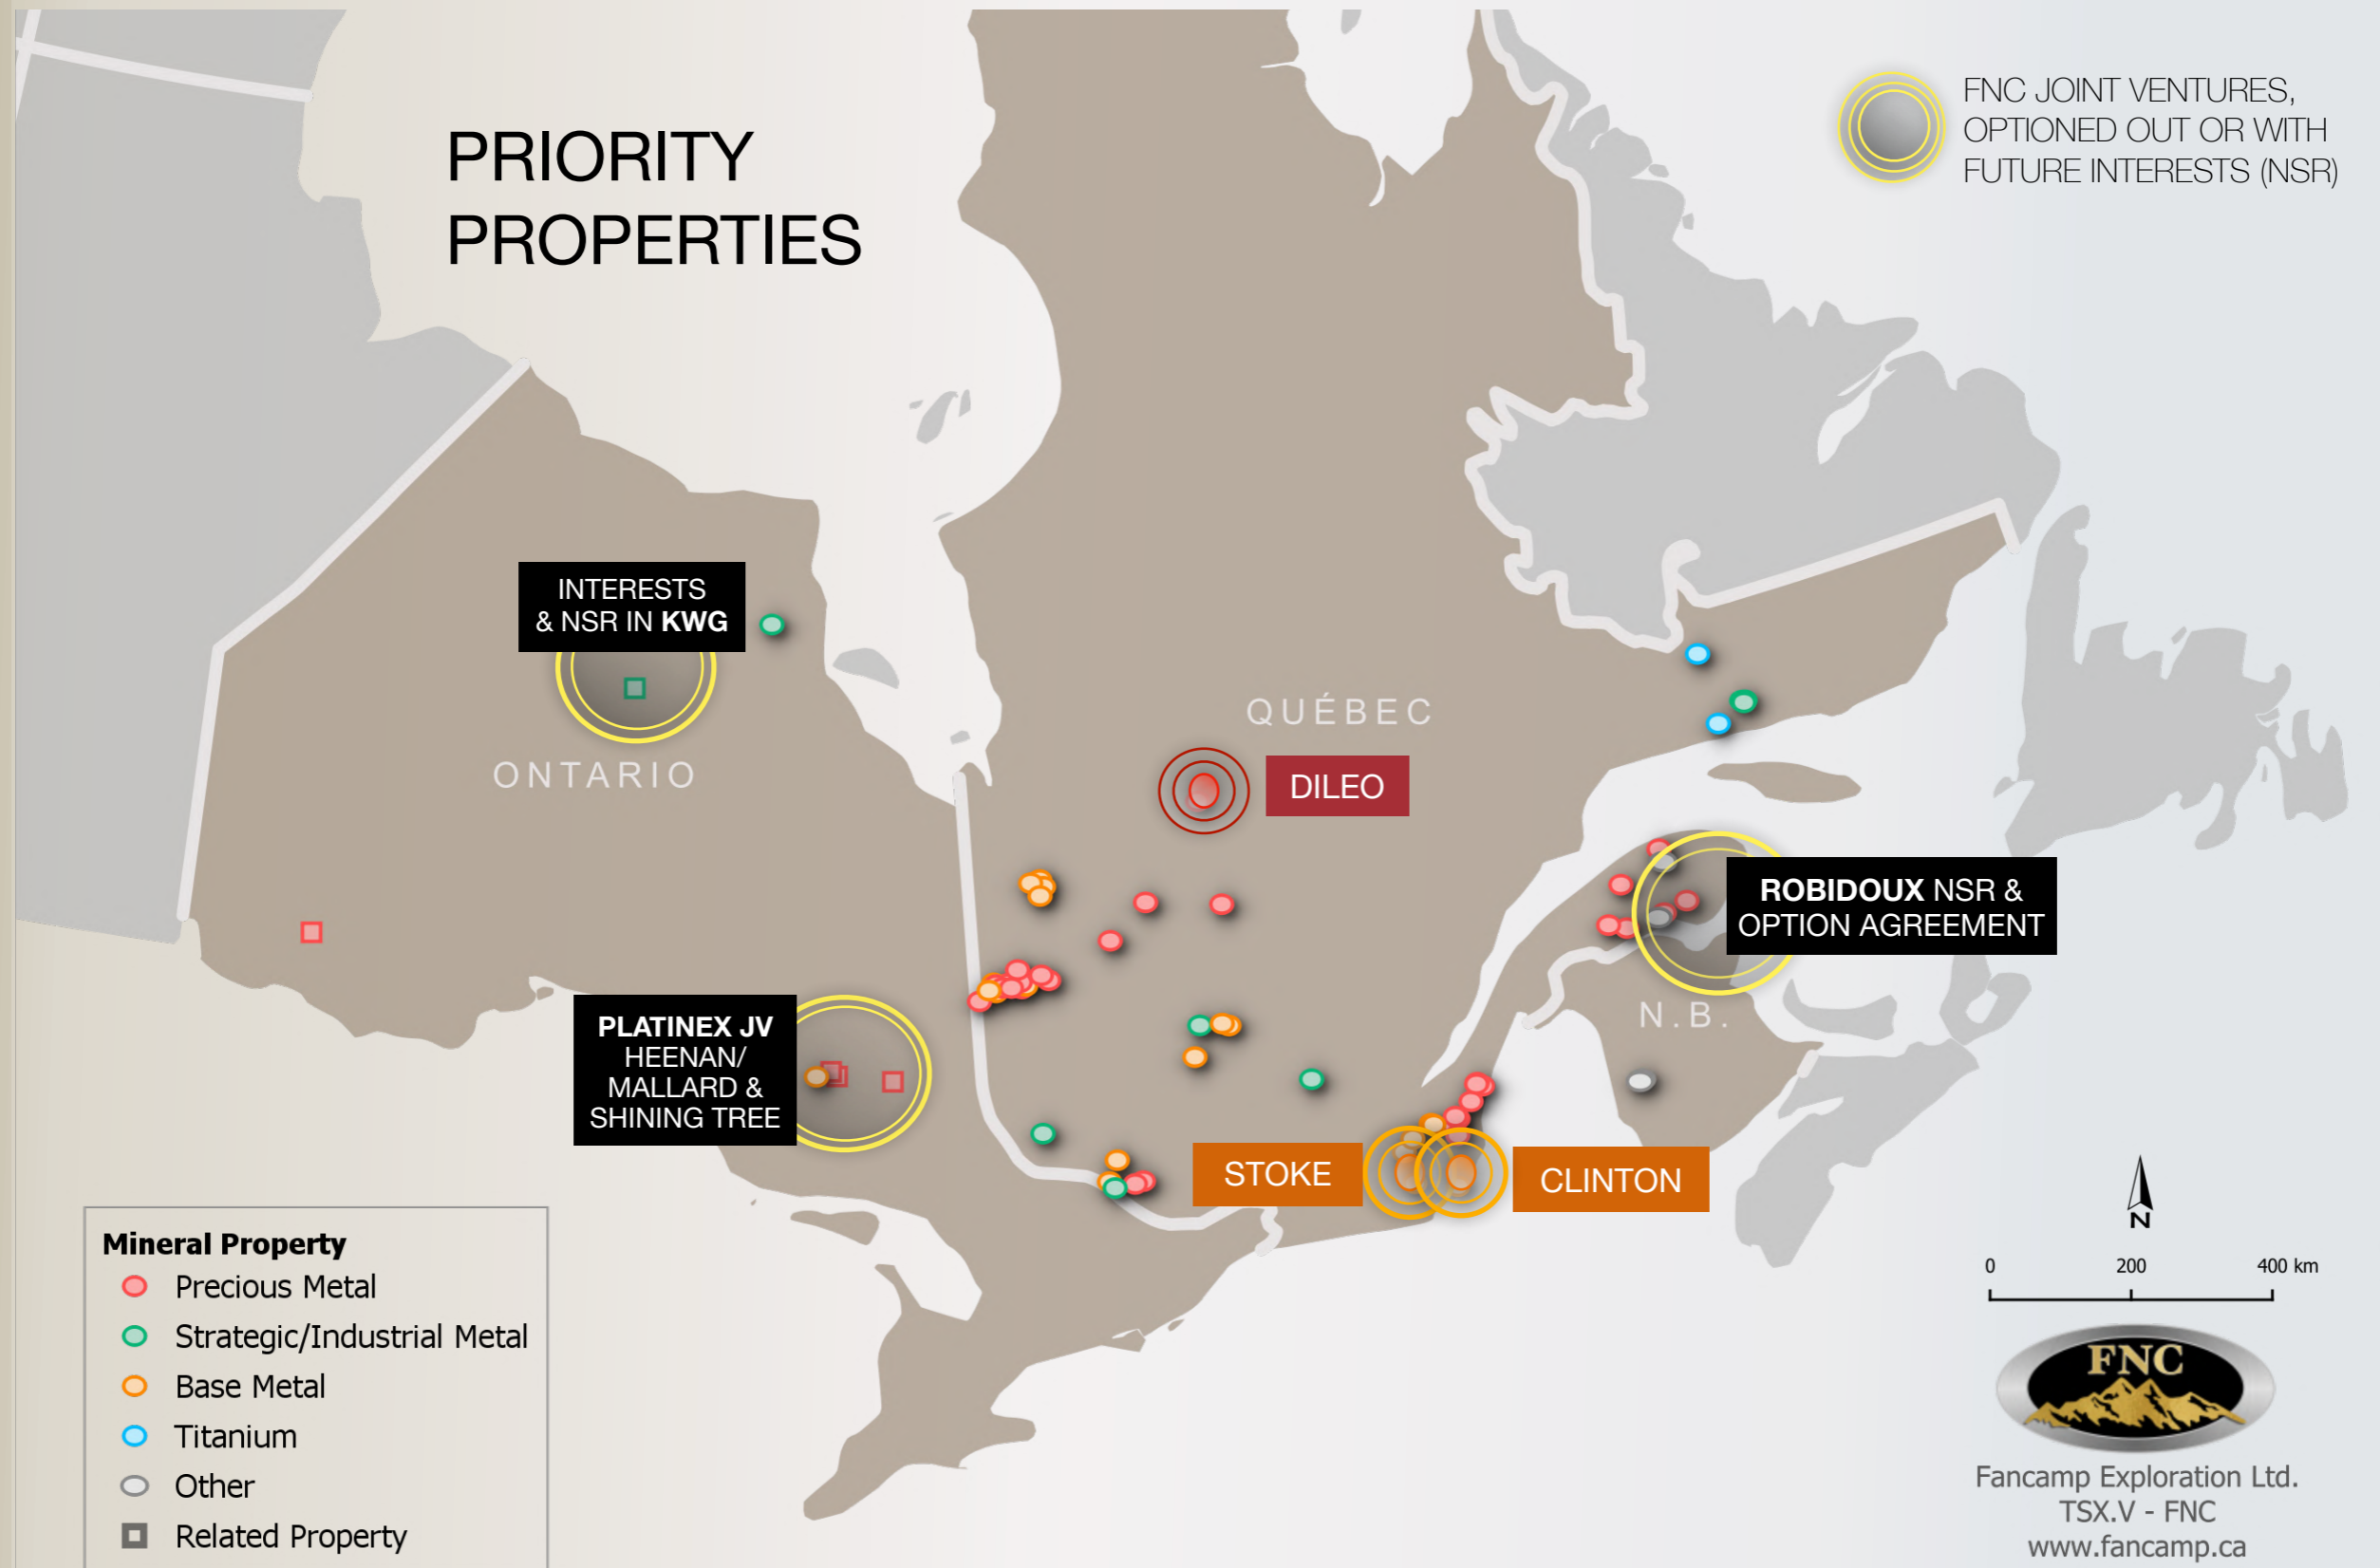 PRIORITY
PROPERTIES
FNC JOINT VENTURES,
OPTIONED OUT OR WITH
FUTURE INTERESTS (NSR)
INTERESTS
& NSR IN KWG
ONTARIO
QUÉBEC
DILEO
ROBIDOUX NSR &
OPTION AGREEMENT
N.B.
PLATINEX JV
HEENAN/
MALLARD &
SHINING TREE
STOKE
CLINTON
Mineral Property
Precious Metal
Strategic/Industrial Metal
Base Metal
Titanium
Other
Related Property
N
0 200 400 km
FNC
Fancamp Exploration Ltd.
TSX.V - FNC
www.fancamp.ca